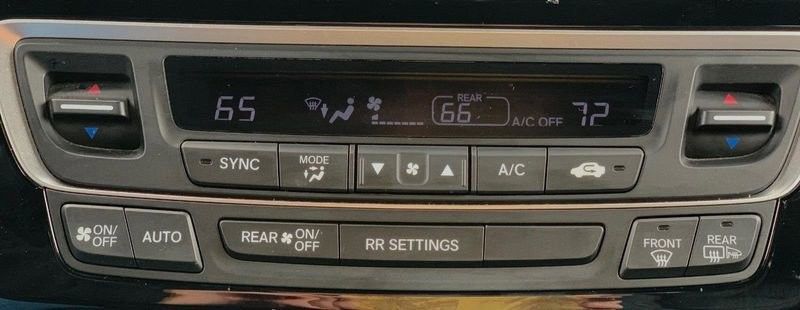 65 REAR 66 A/C OFF 72
SYNC MODE A/C
ON/OFF AUTO REAR ON/OFF RR SETTINGS FRONT REAR